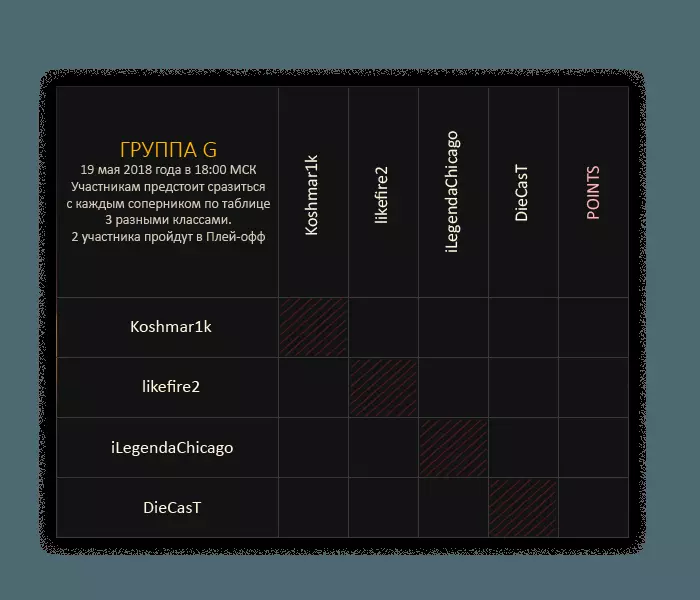 ГРУППА G
19 мая 2018 года в 18:00 МСК
Участникам предстоит сразиться
с каждым соперником по таблице
3 разными классами.
2 участника пройдут в Плей-офф
Koshmar1k
likefire2
iLegendaChicago
DieCasT
POINTS
Koshmar1k
likefire2
iLegendaChicago
DieCasT